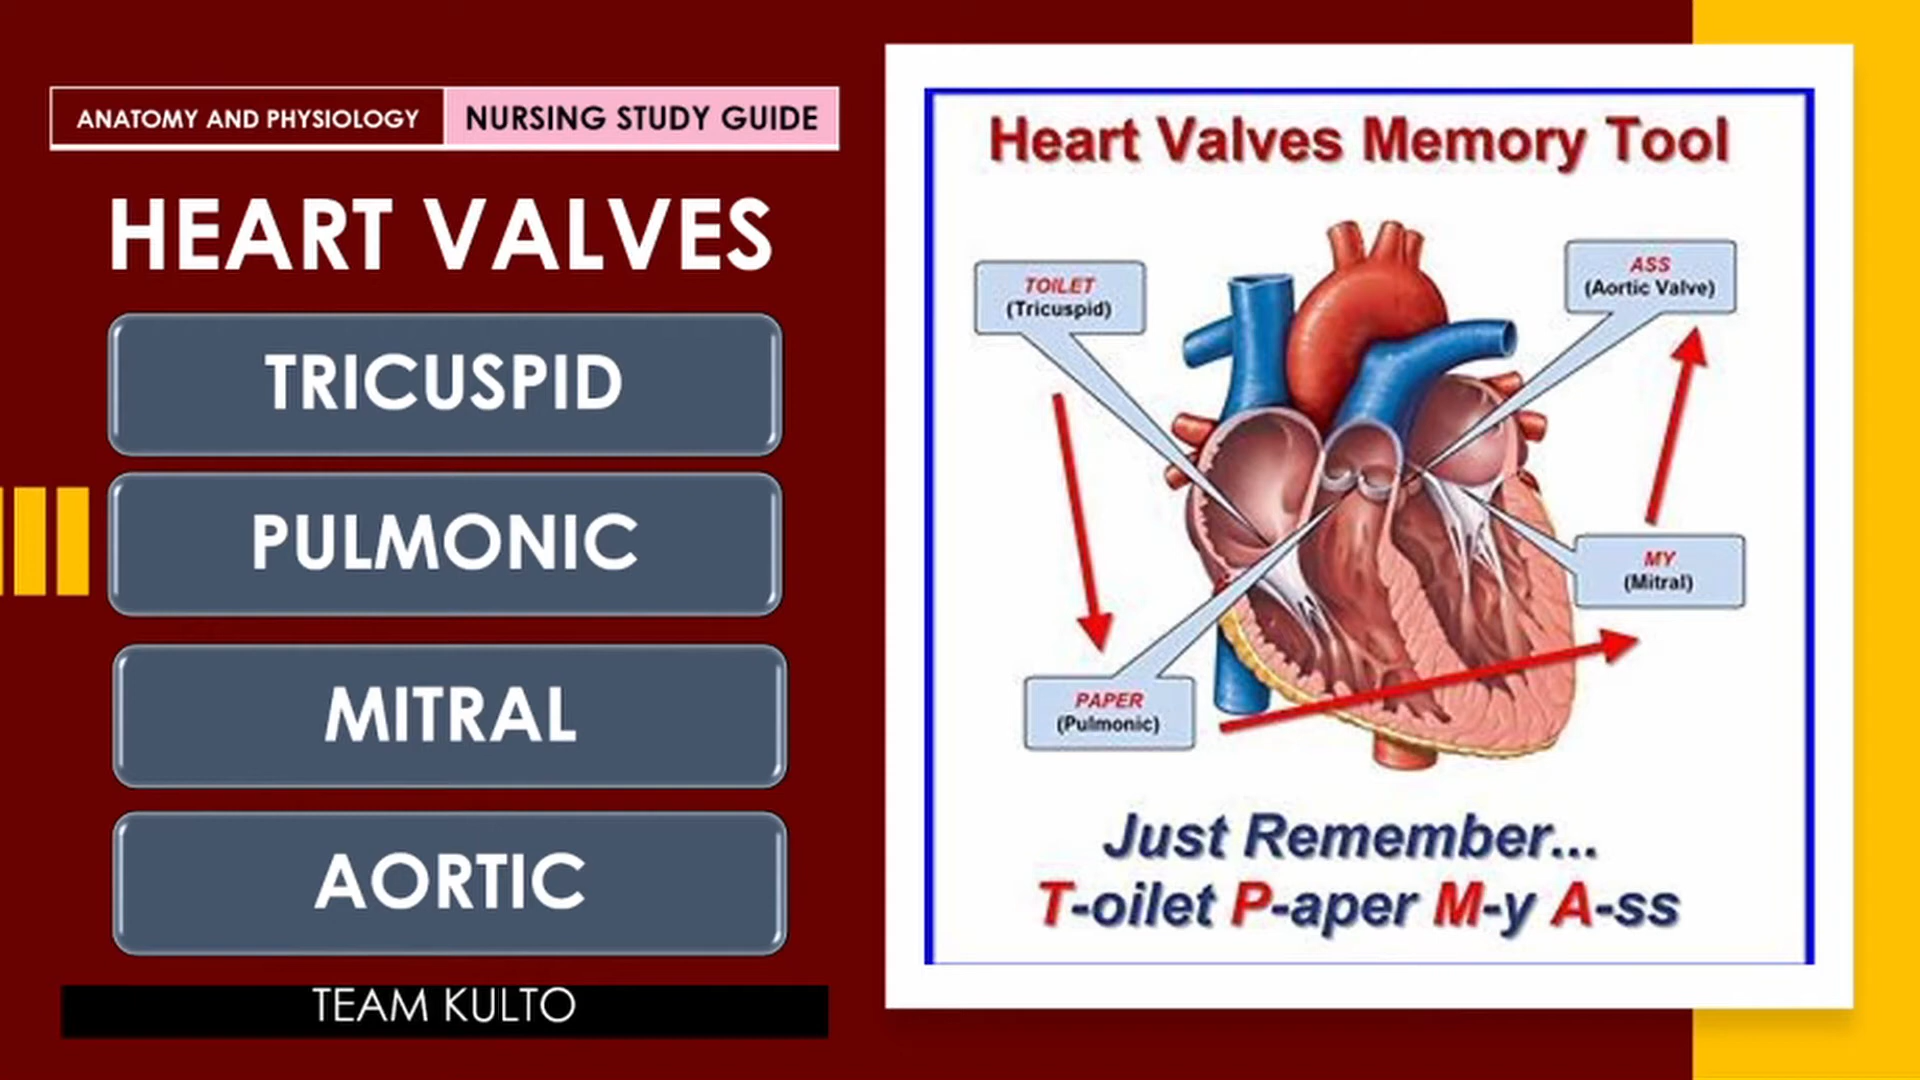 ANATOMY AND PHYSIOLOGY
NURSING STUDY GUIDE
HEART VALVES
TRICUSPID
PULMONIC
MITRAL
AORTIC
TEAM KULTO
Heart Valves Memory Tool
TOILET
(Tricuspid)
ASS
(Aortic Valve)
MY
(Mitral)
PAPER
(Pulmonic)
Just Remember...
T-oilet P-aper M-y A-ss